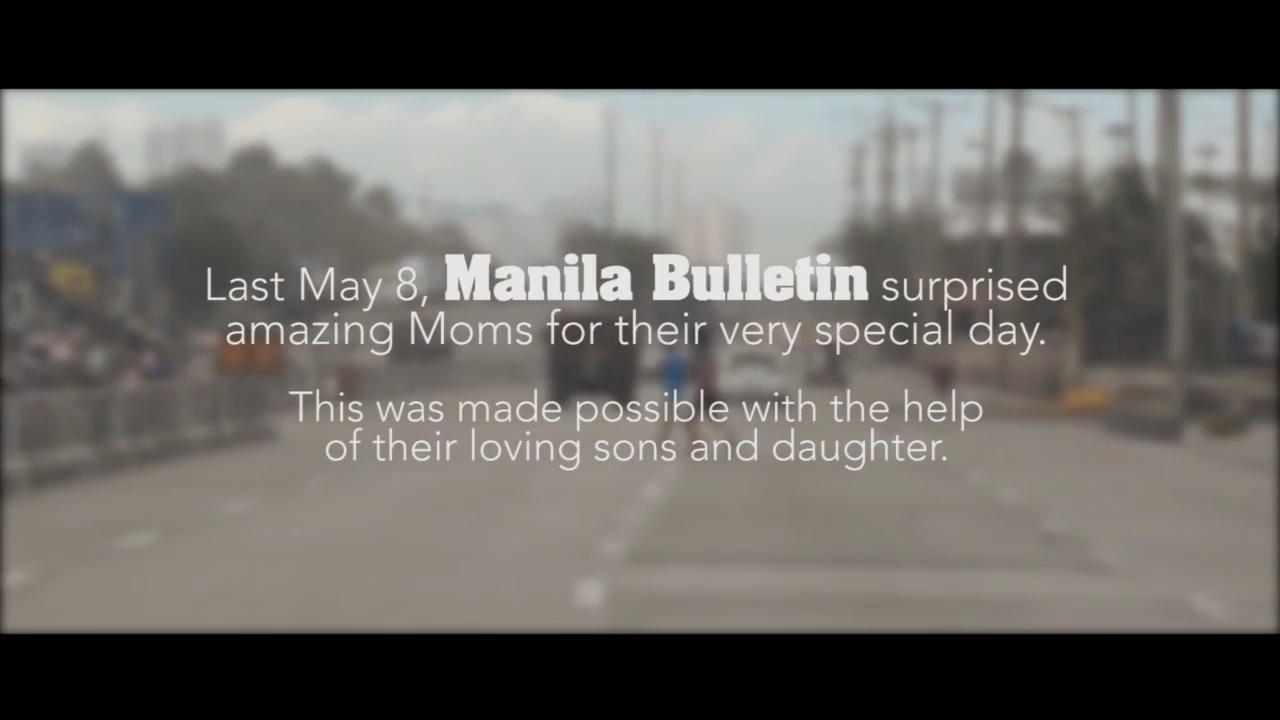 Last May 8, Manila Bulletin surprised
amazing Moms for their very special day.
This was made possible with the help
of their loving sons and daughter.